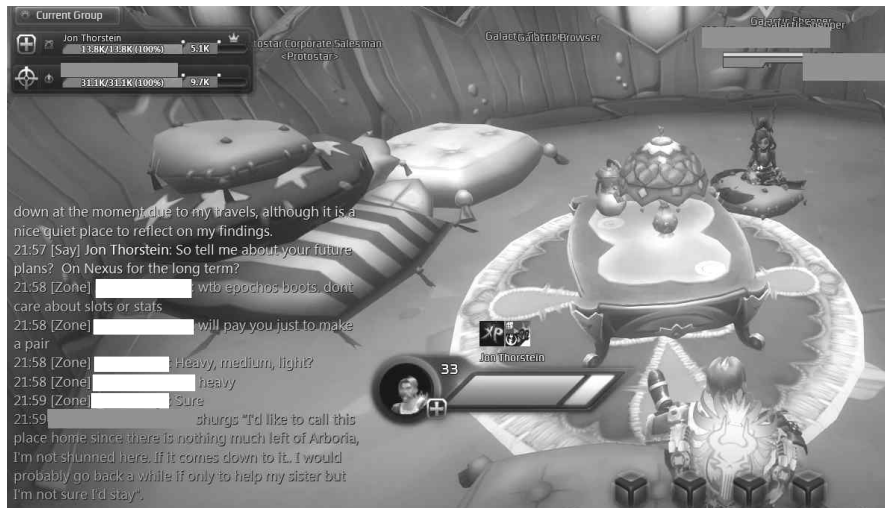 Current Group
Jon Thorstein
13.8K/13.8K (100%) 5.1K
31.1K/31.1K (100%) 9.7K
tostar Corporate Salesman
<Protostar>
Galactic Browser
Galactic Shopper
Galactic Shopper
down at the moment due to my travels, although it is a
nice quiet place to reflect on my findings.
21:57 [Say] Jon Thorstein: So tell me about your future
plans? On Nexus for the long term?
21:58 [Zone] : wtb epochos boots. dont
care about slots or stats
21:58 [Zone] will pay you just to make
a pair
21:58 [Zone] : Heavy, medium, light?
21:58 [Zone] heavy
21:59 [Zone] : Sure
21:59 shurgs "I'd like to call this
place home since there is nothing much left of Arboria,
I'm not shunned here. If it comes down to it.. I would
probably go back a while if only to help my sister but
I'm not sure I'd stay".
XP
Jon Thorstein
33